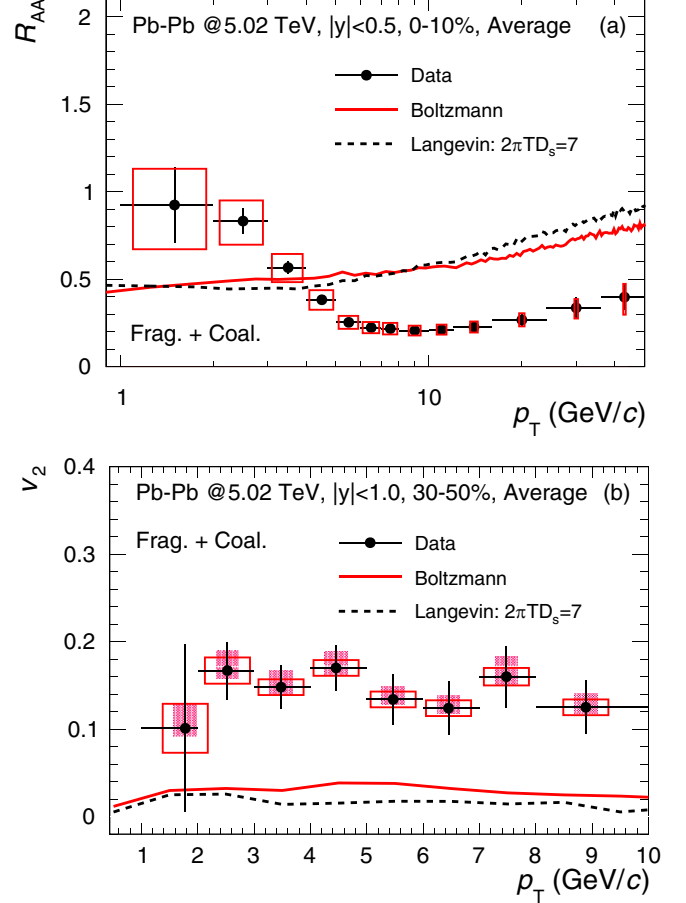 R_AA
Pb-Pb @5.02 TeV, |y|<0.5, 0-10%, Average (a)
2
1.5
1
0.5
0
Data
Boltzmann
Langevin: 2πTD_s=7
Frag. + Coal.
1 10
p_T (GeV/c)
v_2
0.4
0.3
0.2
0.1
0
Pb-Pb @5.02 TeV, |y|<1.0, 30-50%, Average (b)
Frag. + Coal.
Data
Boltzmann
Langevin: 2πTD_s=7
1 2 3 4 5 6 7 8 9 10
p_T (GeV/c)